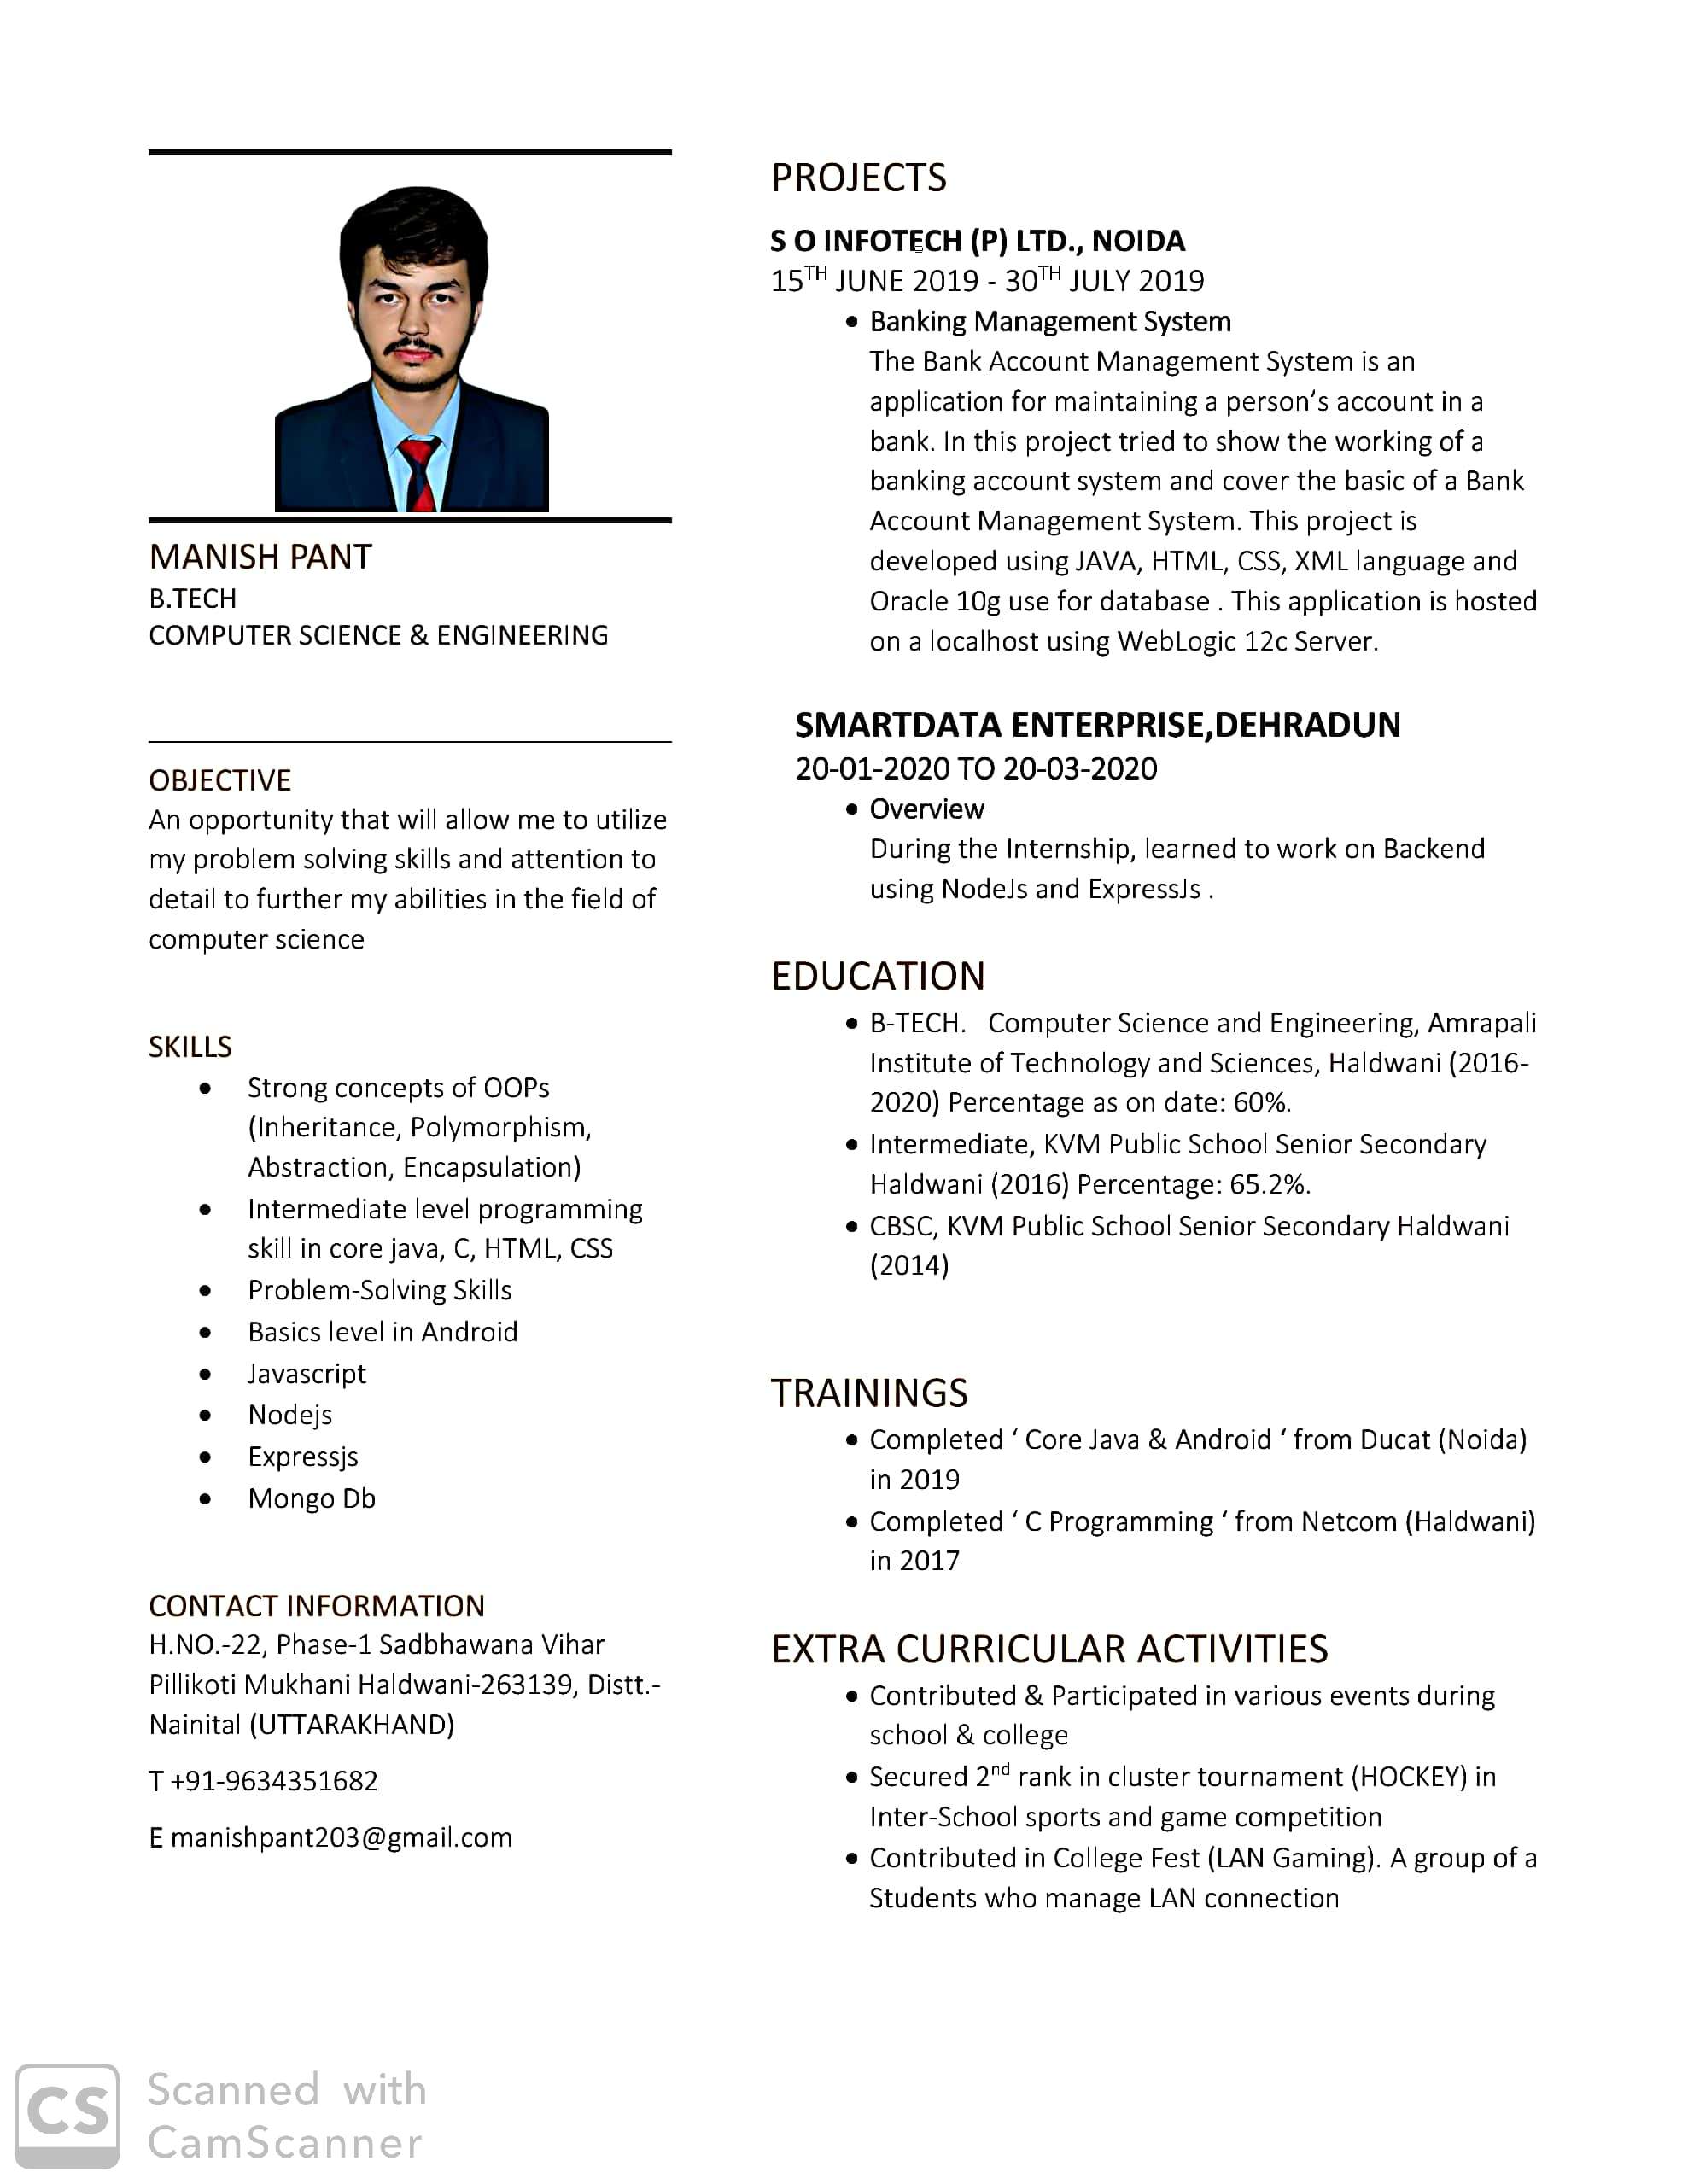 MANISH PANT
B.TECH
COMPUTER SCIENCE & ENGINEERING
OBJECTIVE
An opportunity that will allow me to utilize
my problem solving skills and attention to
detail to further my abilities in the field of
computer science
SKILLS
• Strong concepts of OOPs
(Inheritance, Polymorphism,
Abstraction, Encapsulation)
• Intermediate level programming
skill in core java, C, HTML, CSS
• Problem-Solving Skills
• Basics level in Android
• Javascript
• Nodejs
• Expressjs
• Mongo Db
CONTACT INFORMATION
H.NO.-22, Phase-1 Sadbhawana Vihar
Pillikoti Mukhani Haldwani-263139, Distt.-
Nainital (UTTARAKHAND)
T +91-9634351682
E manishpant203@gmail.com
PROJECTS
S O INFOTECH (P) LTD., NOIDA
15TH JUNE 2019 - 30TH JULY 2019
• Banking Management System
The Bank Account Management System is an
application for maintaining a person’s account in a
bank. In this project tried to show the working of a
banking account system and cover the basic of a Bank
Account Management System. This project is
developed using JAVA, HTML, CSS, XML language and
Oracle 10g use for database . This application is hosted
on a localhost using WebLogic 12c Server.
SMARTDATA ENTERPRISE,DEHRADUN
20-01-2020 TO 20-03-2020
• Overview
During the Internship, learned to work on Backend
using NodeJs and ExpressJs .
EDUCATION
• B-TECH. Computer Science and Engineering, Amrapali
Institute of Technology and Sciences, Haldwani (2016-
2020) Percentage as on date: 60%.
• Intermediate, KVM Public School Senior Secondary
Haldwani (2016) Percentage: 65.2%.
• CBSC, KVM Public School Senior Secondary Haldwani
(2014)
TRAININGS
• Completed ‘ Core Java & Android ‘ from Ducat (Noida)
in 2019
• Completed ‘ C Programming ‘ from Netcom (Haldwani)
in 2017
EXTRA CURRICULAR ACTIVITIES
• Contributed & Participated in various events during
school & college
• Secured 2nd rank in cluster tournament (HOCKEY) in
Inter-School sports and game competition
• Contributed in College Fest (LAN Gaming). A group of a
Students who manage LAN connection
CS Scanned with
CamScanner